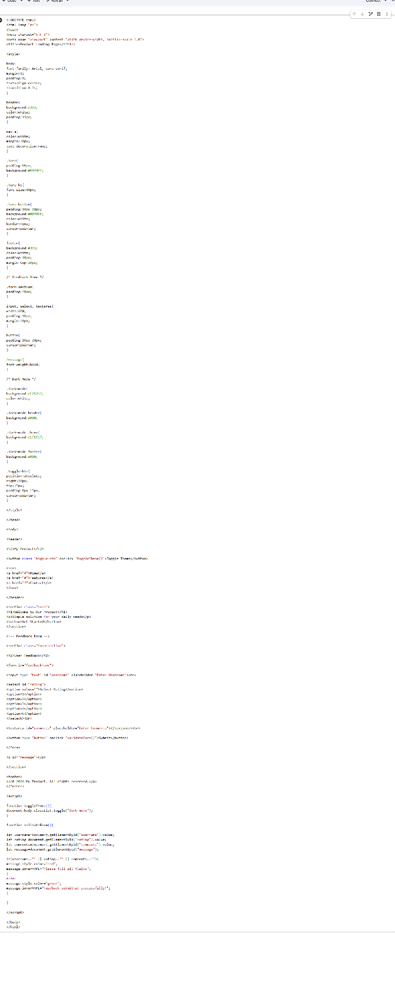 + Code
+ Text
Run all
Connect
<!DOCTYPE html>
<html lang="en">
<head>
<meta charset="UTF-8">
<meta name="viewport" content="width=device-width, initial-scale=1.0">
<title>Product Landing Page</title>
<style>
body{
font-family: Arial, sans-serif;
margin:0;
padding:0;
text-align:center;
transition:0.3s;
}
header{
background:#333;
color:white;
padding:15px;
}
nav a{
color:white;
margin:10px;
text-decoration:none;
}
.hero{
padding:60px;
background:#f4f4f4;
}
.hero h1{
font-size:40px;
}
.hero button{
padding:10px 20px;
background:#007BFF;
color:white;
border:none;
cursor:pointer;
}
footer{
background:#333;
color:white;
padding:10px;
margin-top:20px;
}
/* Feedback Form */
.form-section{
padding:40px;
}
input, select, textarea{
width:60%;
padding:10px;
margin:10px;
}
button{
padding:10px 20px;
cursor:pointer;
}
#message{
font-weight:bold;
}
/* Dark Mode */
.dark-mode{
background:#121212;
color:white;
}
.dark-mode header{
background:#000;
}
.dark-mode .hero{
background:#1f1f1f;
}
.dark-mode footer{
background:#000;
}
.toggle-btn{
position:absolute;
right:20px;
top:15px;
padding:8px 15px;
cursor:pointer;
}
</style>
</head>
<body>
<header>
<h2>My Product</h2>
<button class="toggle-btn" onclick="toggleTheme()">Toggle Theme</button>
<nav>
<a href="#">Home</a>
<a href="#">Features</a>
<a href="#">Contact</a>
</nav>
</header>
<section class="hero">
<h1>Welcome to Our Product</h1>
<p>Simple solution for your daily needs</p>
<button>Get Started</button>
</section>
<!-- Feedback Form -->
<section class="form-section">
<h2>User Feedback</h2>
<form id="feedbackForm">
<input type="text" id="username" placeholder="Enter Username"><br>
<select id="rating">
<option value="">Select Rating</option>
<option>1</option>
<option>2</option>
<option>3</option>
<option>4</option>
<option>5</option>
</select><br>
<textarea id="comments" placeholder="Enter Comments"></textarea><br>
<button type="button" onclick="validateForm()">Submit</button>
</form>
<p id="message"></p>
</section>
<footer>
<p>© 2026 My Product. All rights reserved.</p>
</footer>
<script>
function toggleTheme(){
document.body.classList.toggle("dark-mode");
}
function validateForm(){
let username=document.getElementById("username").value;
let rating=document.getElementById("rating").value;
let comments=document.getElementById("comments").value;
let message=document.getElementById("message");
if(username=="" || rating=="" || comments==""){
message.style.color="red";
message.innerHTML="Please fill all fields";
}
else{
message.style.color="green";
message.innerHTML="Feedback submitted successfully!";
}
}
</script>
</body>
</html>